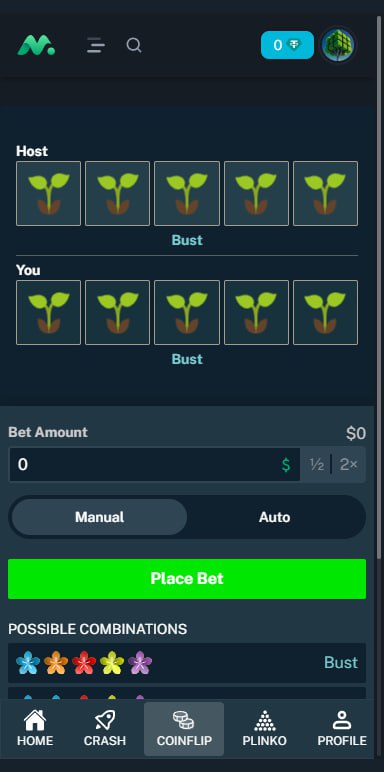 0
Host
Bust
You
Bust
Bet Amount $0
0 $ ½ 2×
Manual Auto
Place Bet
POSSIBLE COMBINATIONS
Bust
HOME CRASH COINFLIP PLINKO PROFILE